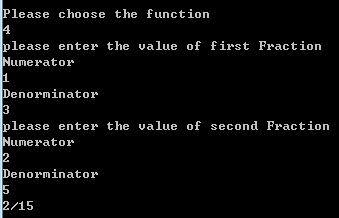 Please choose the function
4
please enter the value of first Fraction
Numerator
1
Denorminator
3
please enter the value of second Fraction
Numerator
2
Denorminator
5
2/15